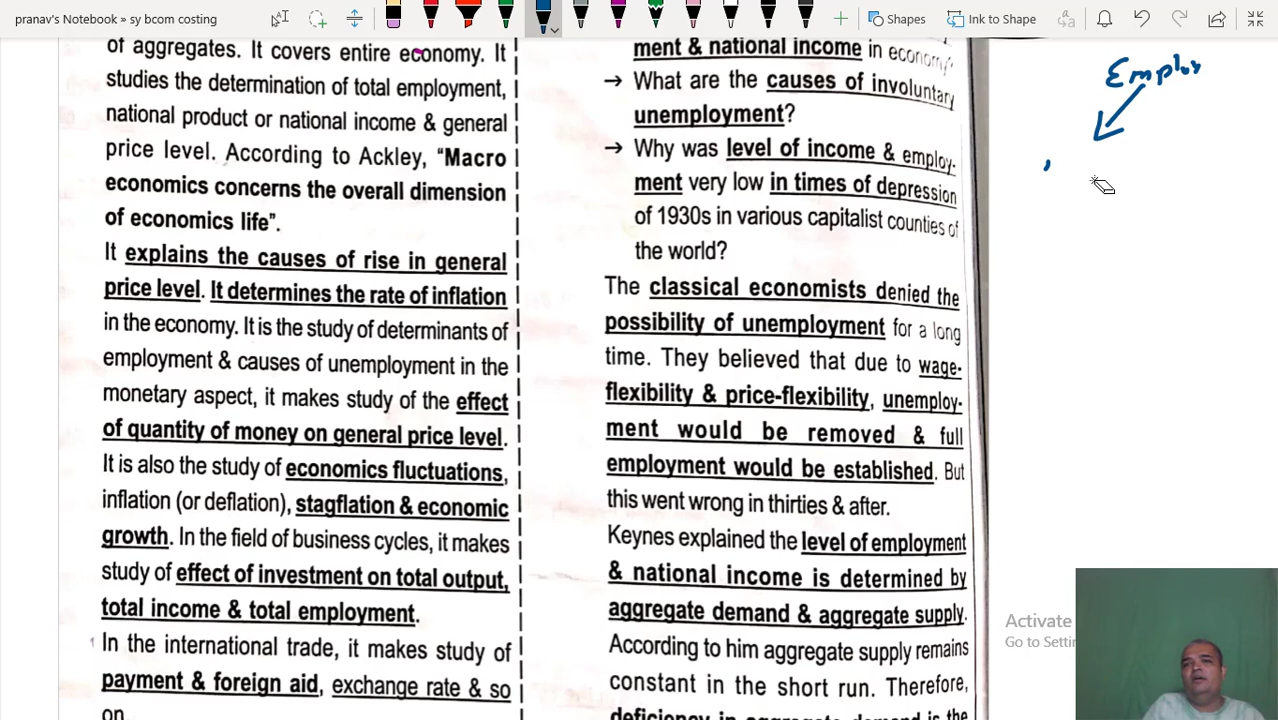 pranav's Notebook » sy bcom costing
Shapes
Ink to Shape
of aggregates. It covers entire economy. It
studies the determination of total employment,
national product or national income & general
price level. According to Ackley, “Macro
economics concerns the overall dimension
of economics life”.
It explains the causes of rise in general
price level. It determines the rate of inflation
in the economy. It is the study of determinants of
employment & causes of unemployment in the
monetary aspect, it makes study of the effect
of quantity of money on general price level.
It is also the study of economics fluctuations,
inflation (or deflation), stagflation & economic
growth. In the field of business cycles, it makes
study of effect of investment on total output,
total income & total employment.
In the international trade, it makes study of
payment & foreign aid, exchange rate & so
on.
ment & national income in economy.
→ What are the causes of involuntary
unemployment?
→ Why was level of income & employ-
ment very low in times of depression
of 1930s in various capitalist counties of
the world?
The classical economists denied the
possibility of unemployment for a long
time. They believed that due to wage-
flexibility & price-flexibility, unemploy-
ment would be removed & full
employment would be established. But
this went wrong in thirties & after.
Keynes explained the level of employment
& national income is determined by
aggregate demand & aggregate supply.
According to him aggregate supply remains
constant in the short run. Therefore,
deficiency in aggregate demand is the
Employ
Activate
Go to Settin